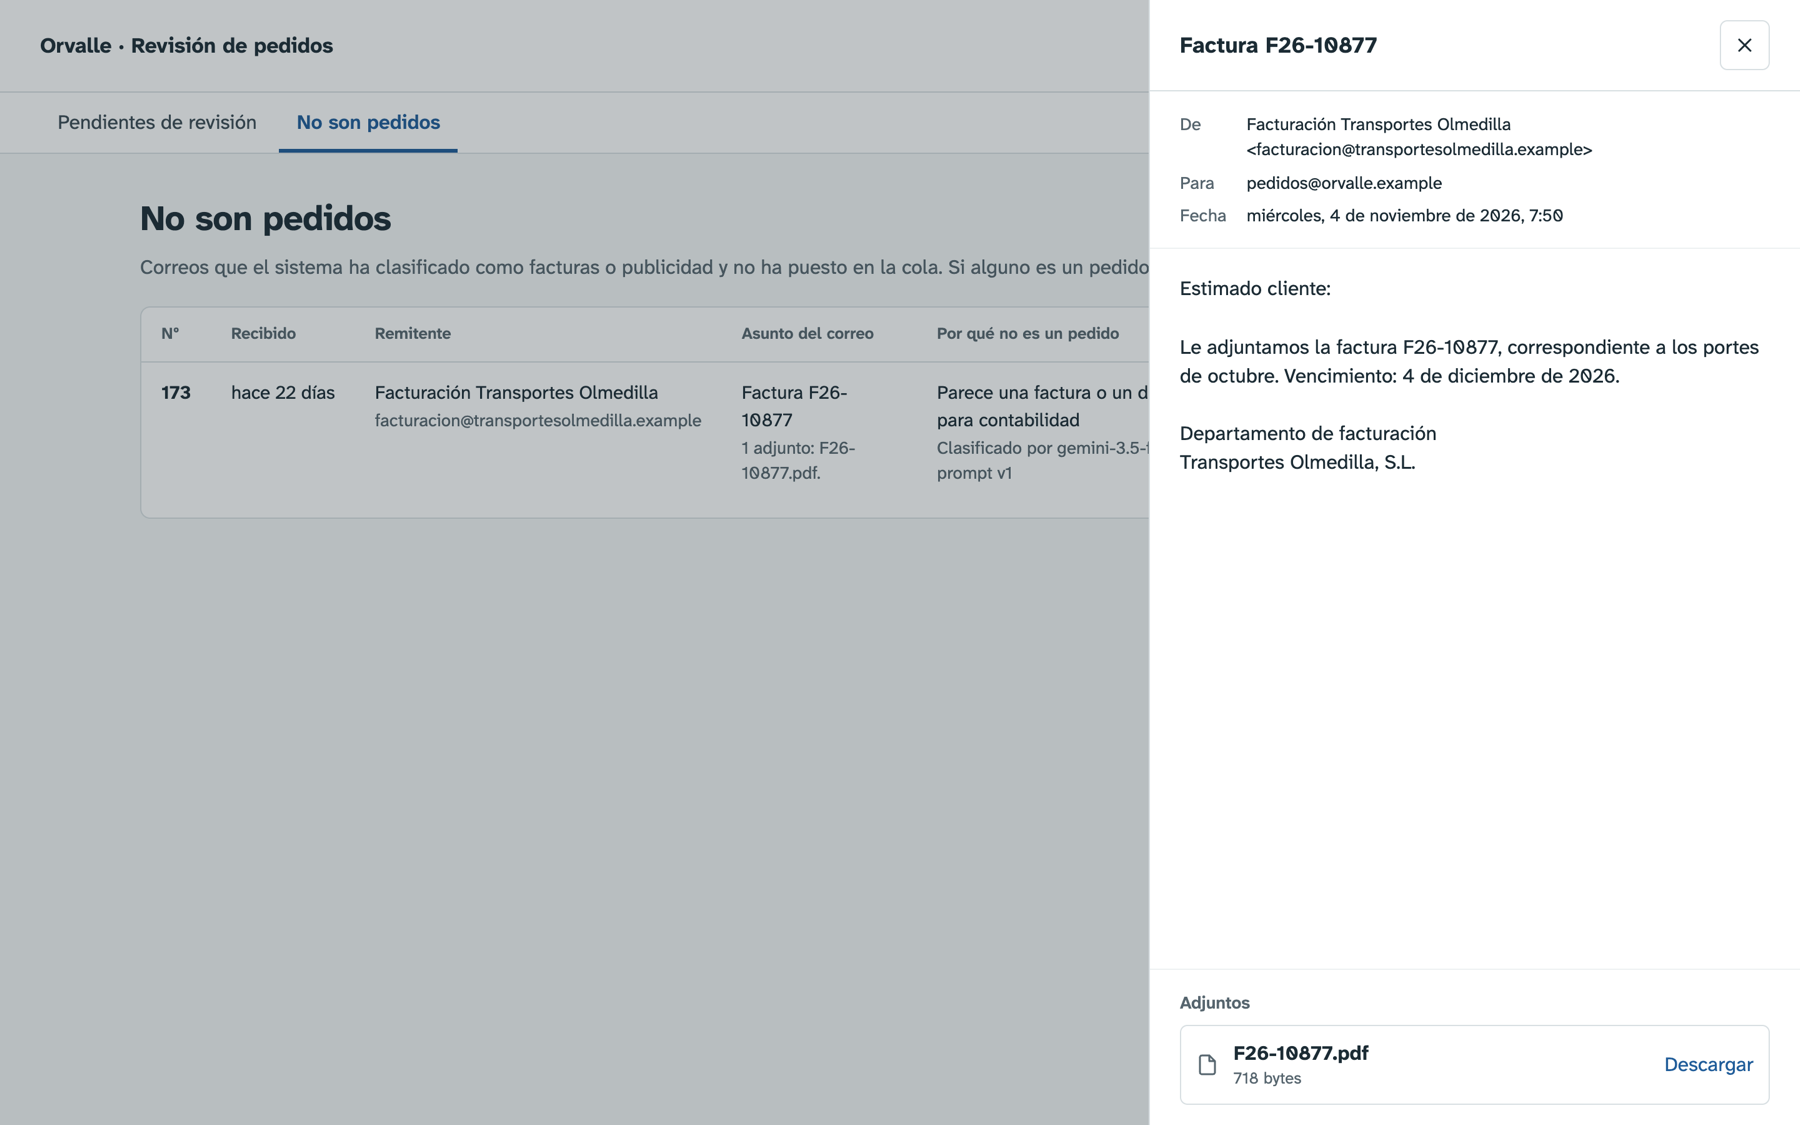 Orvalle · Revisión de pedidos
Pendientes de revisión
No son pedidos
No son pedidos
Correos que el sistema ha clasificado como facturas o publicidad y no ha puesto en la cola. Si alguno es un pedido
N° Recibido Remitente Asunto del correo Por qué no es un pedido
173 hace 22 días Facturación Transportes Olmedilla
facturacion@transportesolmedilla.example
Factura F26-
10877
1 adjunto: F26-
10877.pdf.
Parece una factura o un
para contabilidad
Clasificado por gemini-3.5-
prompt v1
Factura F26-10877
De Facturación Transportes Olmedilla
<facturacion@transportesolmedilla.example>
Para pedidos@orvalle.example
Fecha miércoles, 4 de noviembre de 2026, 7:50
Estimado cliente:
Le adjuntamos la factura F26-10877, correspondiente a los portes
de octubre. Vencimiento: 4 de diciembre de 2026.
Departamento de facturación
Transportes Olmedilla, S.L.
Adjuntos
F26-10877.pdf
718 bytes
Descargar